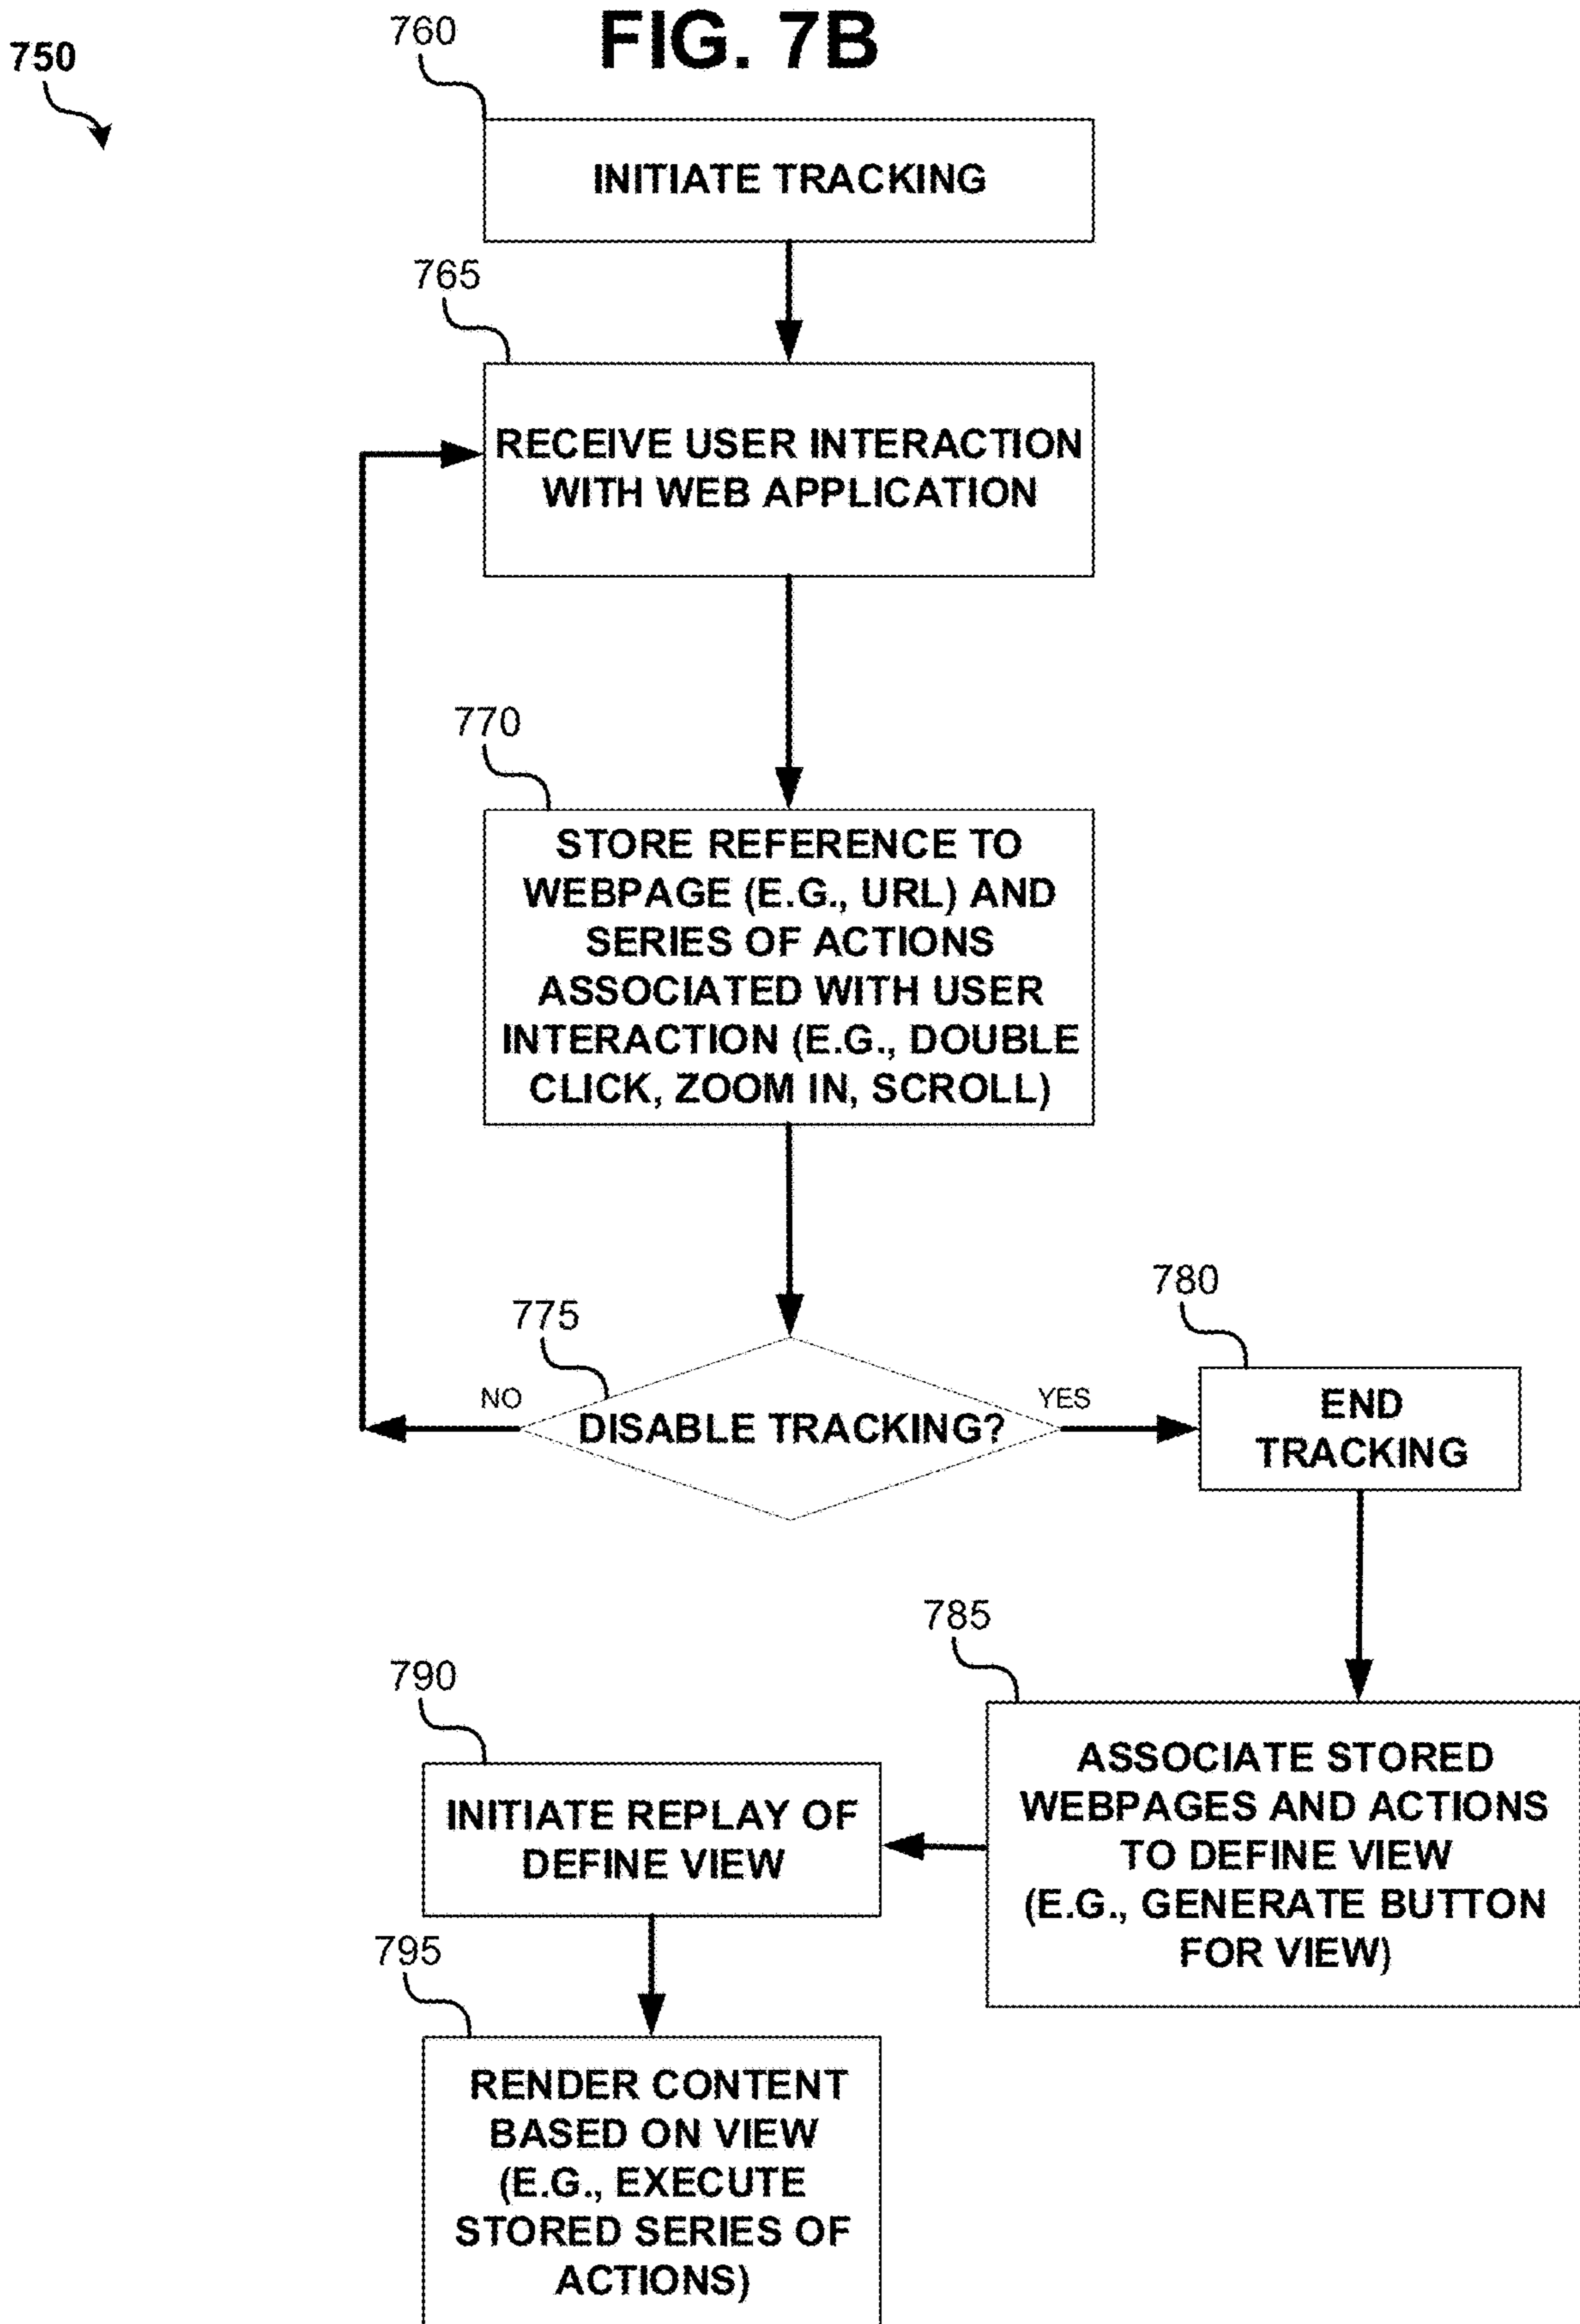 FIG. 7B
750
760
INITIATE TRACKING
765
RECEIVE USER INTERACTION
WITH WEB APPLICATION
770
STORE REFERENCE TO
WEBPAGE (E.G., URL) AND
SERIES OF ACTIONS
ASSOCIATED WITH USER
INTERACTION (E.G., DOUBLE
CLICK, ZOOM IN, SCROLL)
775
NO
DISABLE TRACKING?
YES
780
END
TRACKING
785
ASSOCIATE STORED
WEBPAGES AND ACTIONS
TO DEFINE VIEW
(E.G., GENERATE BUTTON
FOR VIEW)
790
INITIATE REPLAY OF
DEFINE VIEW
795
RENDER CONTENT
BASED ON VIEW
(E.G., EXECUTE
STORED SERIES OF
ACTIONS)